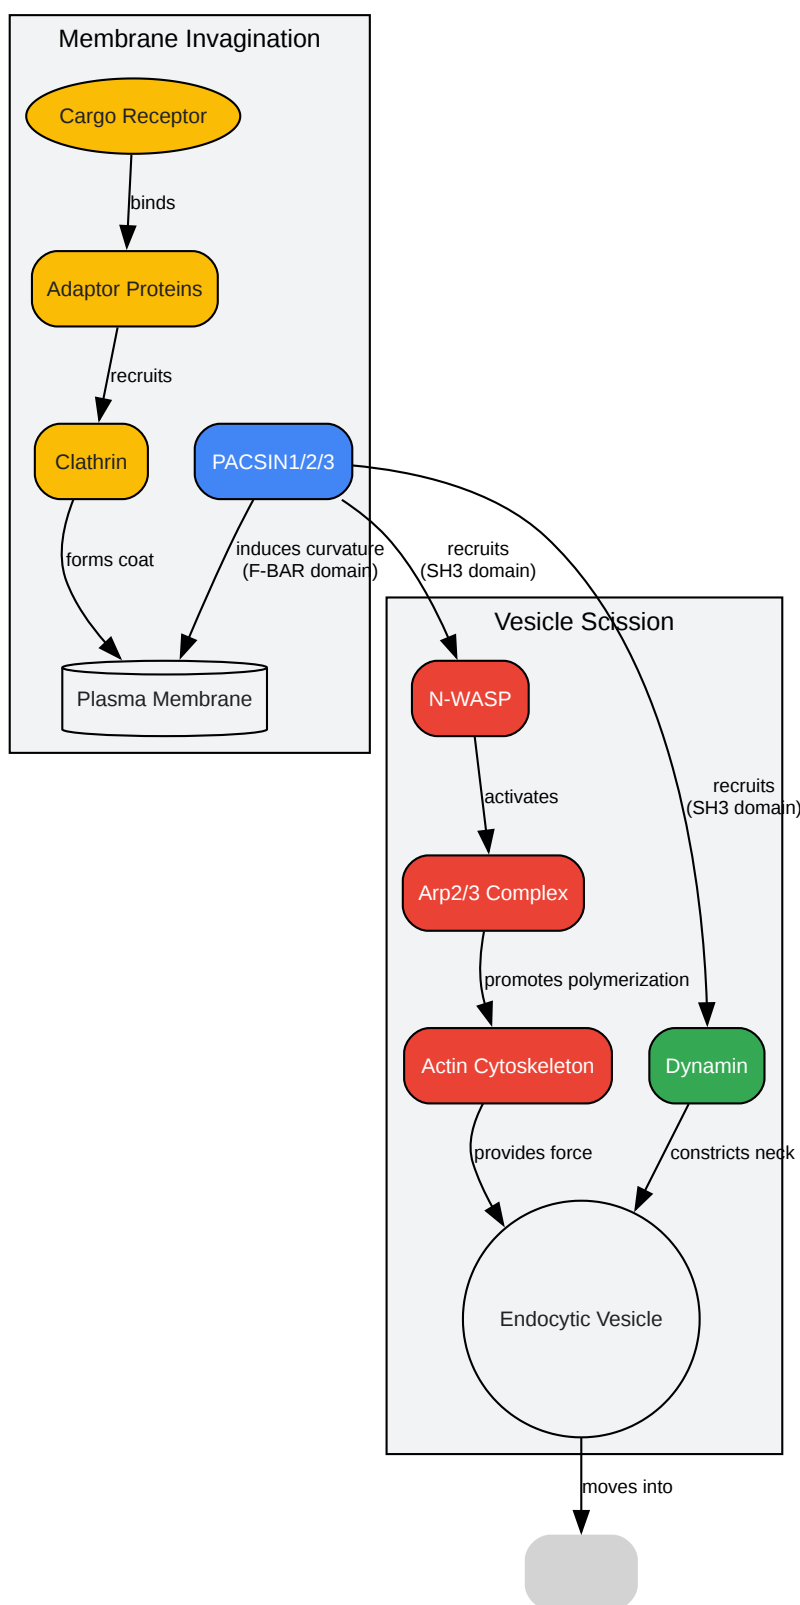 Membrane Invagination
Cargo Receptor
binds
Adaptor Proteins
recruits
Clathrin
PACSIN1/2/3
forms coat
induces curvature
(F-BAR domain)
recruits
(SH3 domain)
Plasma Membrane
Vesicle Scission
N-WASP
activates
recruits
(SH3 domain)
Arp2/3 Complex
promotes polymerization
Actin Cytoskeleton
Dynamin
provides force
constricts neck
Endocytic Vesicle
moves into